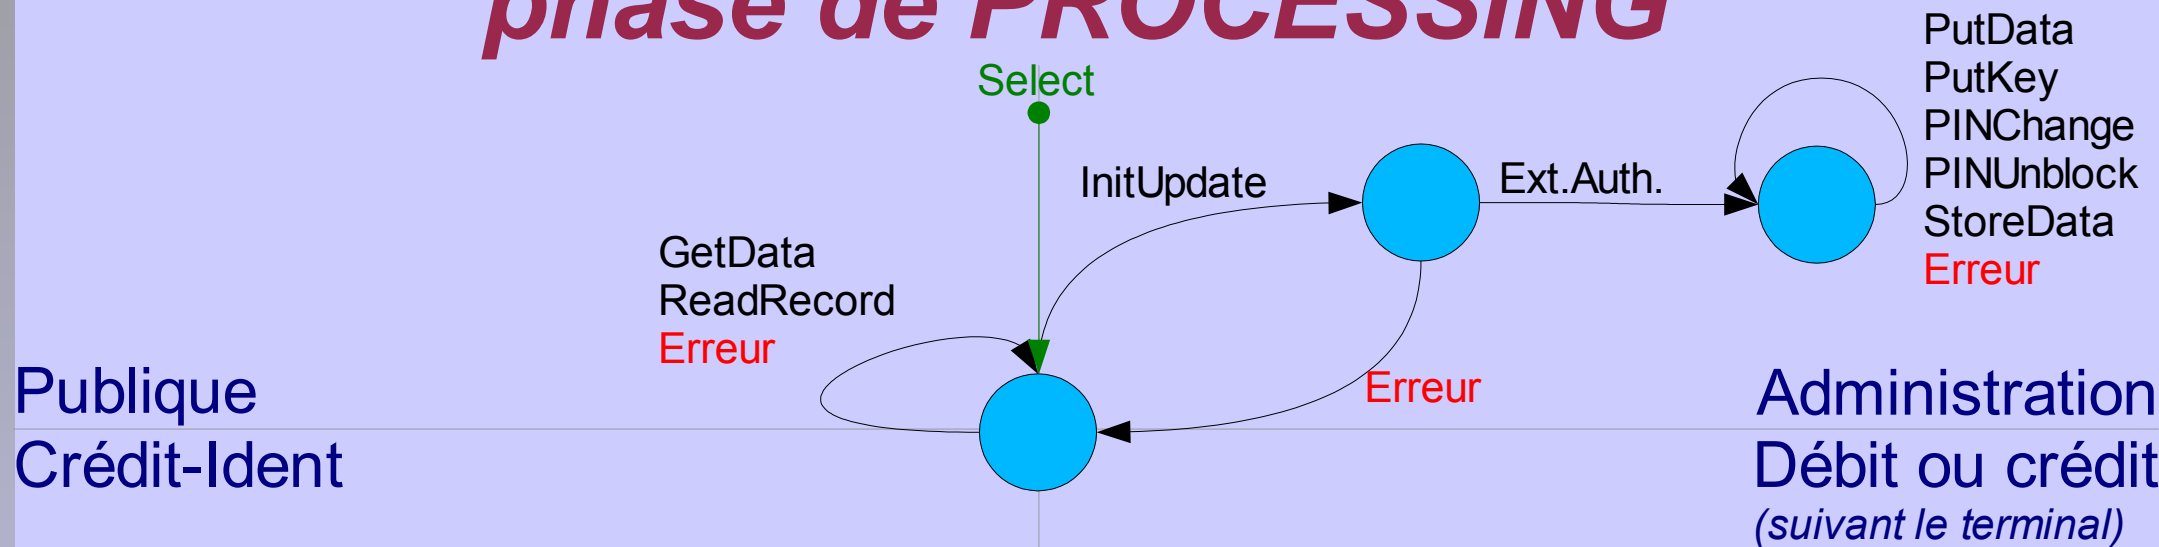 phase de PROCESSING
Select
InitUpdate
Ext.Auth.
PutData
PutKey
PINChange
PINUnblock
StoreData
Erreur
GetData
ReadRecord
Erreur
Erreur
Publique
Crédit-Ident
Administration
Débit ou crédit
(suivant le terminal)